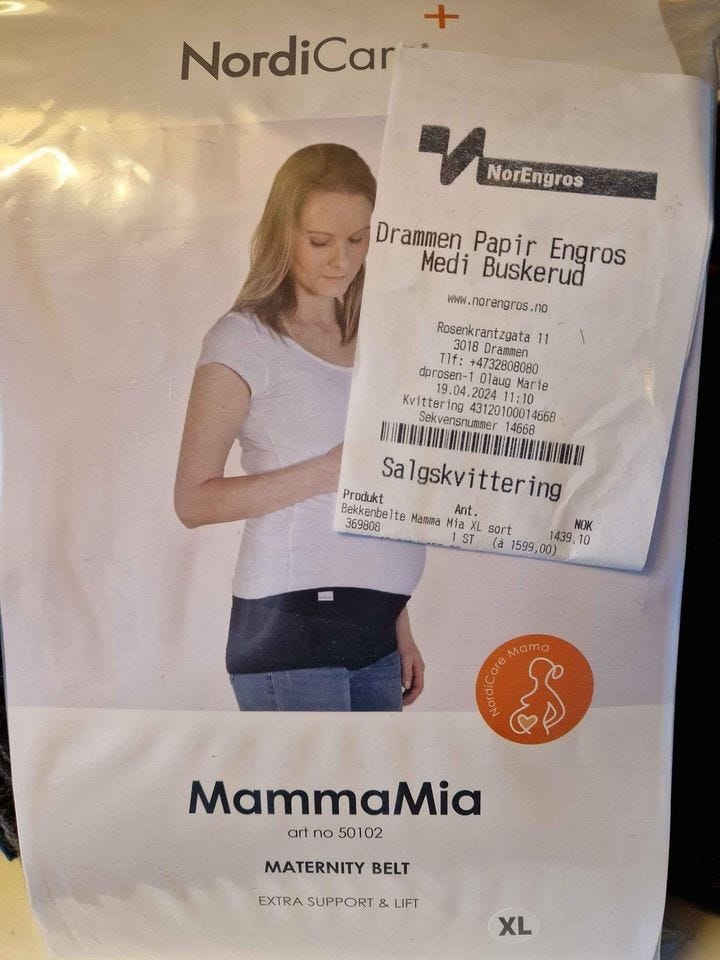 NordiCar
NorEngros
Drammen Papir Engros
Medi Buskerud
www.norengros.no
Rosenkrantzgata 11
3018 Drammen
Tlf: +4732808080
dprosen-1 Olaug Marie
19.04.2024 11:10
Kvittering 43120100014668
Sekvensnummer 14668
Salgskvittering
Produkt Ant. NOK
Bekkenbelte Mamma Mia XL sort 1439,10
369808 1 ST (à 1599,00)
NordiCare Mama
MammaMia
art no 50102
MATERNITY BELT
EXTRA SUPPORT & LIFT
XL